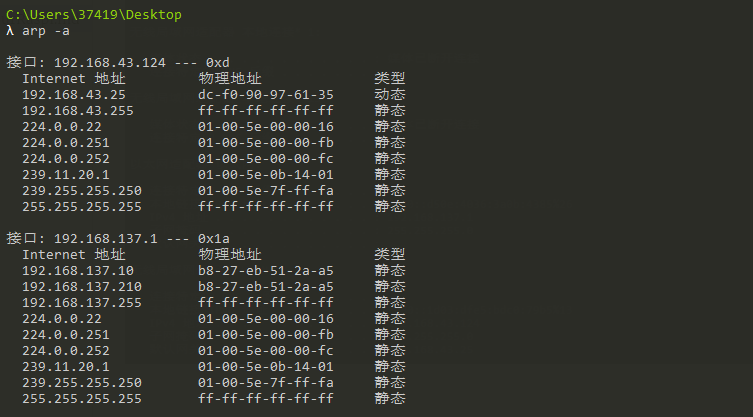 C:\Users\37419\Desktop
λ arp -a
接口: 192.168.43.124 --- 0xd
Internet 地址 物理地址 类型
192.168.43.25 dc-f0-90-97-61-35 动态
192.168.43.255 ff-ff-ff-ff-ff-ff 静态
224.0.0.22 01-00-5e-00-00-16 静态
224.0.0.251 01-00-5e-00-00-fb 静态
224.0.0.252 01-00-5e-00-00-fc 静态
239.11.20.1 01-00-5e-0b-14-01 静态
239.255.255.250 01-00-5e-7f-ff-fa 静态
255.255.255.255 ff-ff-ff-ff-ff-ff 静态
接口: 192.168.137.1 --- 0x1a
Internet 地址 物理地址 类型
192.168.137.10 b8-27-eb-51-2a-a5 静态
192.168.137.210 b8-27-eb-51-2a-a5 静态
192.168.137.255 ff-ff-ff-ff-ff-ff 静态
224.0.0.22 01-00-5e-00-00-16 静态
224.0.0.251 01-00-5e-00-00-fb 静态
224.0.0.252 01-00-5e-00-00-fc 静态
239.11.20.1 01-00-5e-0b-14-01 静态
239.255.255.250 01-00-5e-7f-ff-fa 静态
255.255.255.255 ff-ff-ff-ff-ff-ff 静态